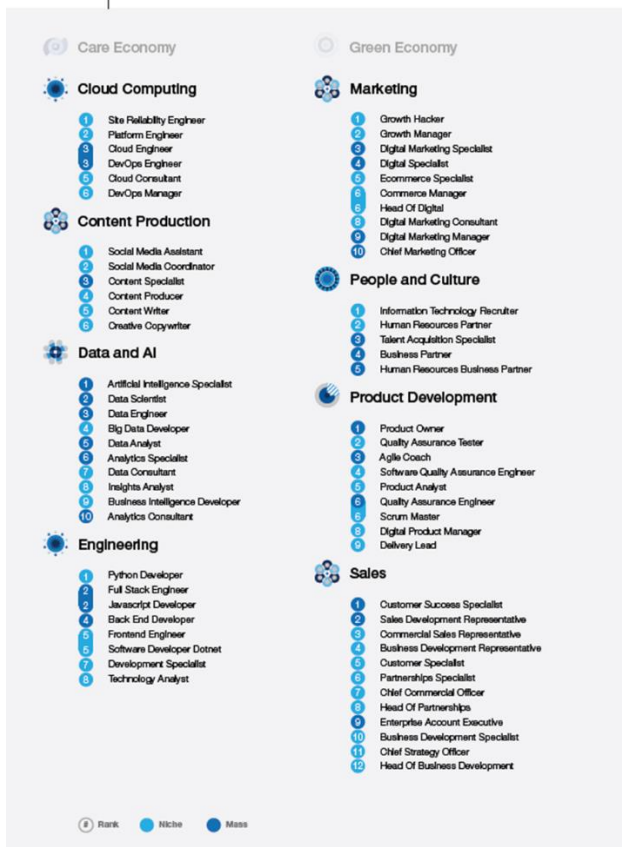 Care Economy
Cloud Computing
1 Site Reliability Engineer
2 Platform Engineer
3 Cloud Engineer
3 DevOps Engineer
5 Cloud Consultant
6 DevOps Manager
Content Production
1 Social Media Assistant
2 Social Media Coordinator
3 Content Specialist
4 Content Producer
5 Content Writer
6 Creative Copywriter
Data and AI
1 Artificial Intelligence Specialist
2 Data Scientist
3 Data Engineer
4 Big Data Developer
5 Data Analyst
6 Analytics Specialist
7 Data Consultant
8 Insights Analyst
9 Business Intelligence Developer
10 Analytics Consultant
Engineering
1 Python Developer
2 Full Stack Engineer
2 Javascript Developer
4 Back End Developer
5 Frontend Engineer
5 Software Developer Dotnet
7 Development Specialist
8 Technology Analyst
Green Economy
Marketing
1 Growth Hacker
2 Growth Manager
3 Digital Marketing Specialist
4 Digital Specialist
5 Ecommerce Specialist
6 Commerce Manager
6 Head Of Digital
8 Digital Marketing Consultant
9 Digital Marketing Manager
10 Chief Marketing Officer
People and Culture
1 Information Technology Recruiter
2 Human Resources Partner
3 Talent Acquisition Specialist
4 Business Partner
5 Human Resources Business Partner
Product Development
1 Product Owner
2 Quality Assurance Tester
3 Agile Coach
4 Software Quality Assurance Engineer
5 Product Analyst
6 Quality Assurance Engineer
6 Scrum Master
8 Digital Product Manager
9 Delivery Lead
Sales
1 Customer Success Specialist
2 Sales Development Representative
3 Commercial Sales Representative
4 Business Development Representative
5 Customer Specialist
6 Partnerships Specialist
7 Chief Commercial Officer
8 Head Of Partnerships
9 Enterprise Account Executive
10 Business Development Specialist
11 Chief Strategy Officer
12 Head Of Business Development
# Rank Niche Mass